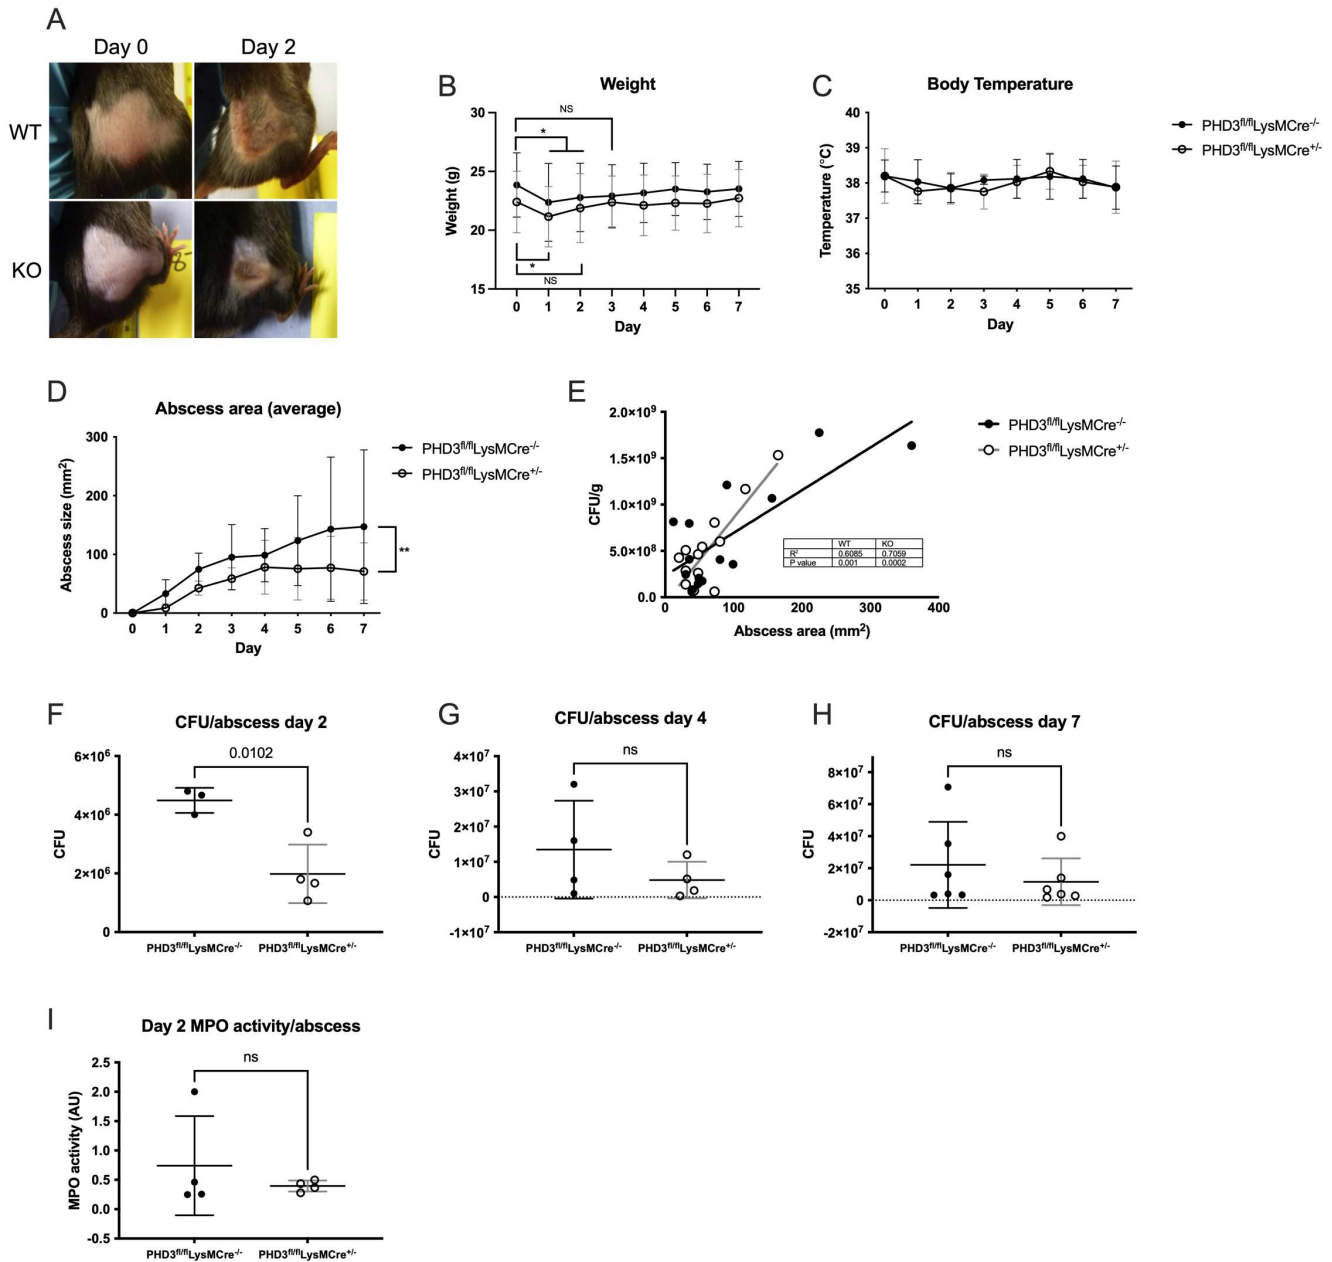 A
Day 0 Day 2
WT
KO
B
Weight
NS
*
30
25
20
15
Weight (g)
*
NS
0 1 2 3 4 5 6 7
Day
C
Body Temperature
40
39
38
37
36
35
Temperature (°C)
0 1 2 3 4 5 6 7
Day
PHD3fl/flLysMCre-/-
PHD3fl/flLysMCre+/-
D
Abscess area (average)
300
200
100
0
Abscess size (mm²)
**
0 1 2 3 4 5 6 7
Day
PHD3fl/flLysMCre-/-
PHD3fl/flLysMCre+/-
E
2.0×10⁹
1.5×10⁹
1.0×10⁹
5.0×10⁸
0.0
CFU/g
WT KO
R² 0.6085 0.7059
P value 0.001 0.0002
0 100 200 300 400
Abscess area (mm²)
PHD3fl/flLysMCre-/-
PHD3fl/flLysMCre+/-
F
CFU/abscess day 2
0.0102
6×10⁶
4×10⁶
2×10⁶
0
CFU
PHD3fl/flLysMCre-/- PHD3fl/flLysMCre+/-
G
CFU/abscess day 4
ns
4×10⁷
3×10⁷
2×10⁷
1×10⁷
0
-1×10⁷
CFU
PHD3fl/flLysMCre-/- PHD3fl/flLysMCre+/-
H
CFU/abscess day 7
ns
8×10⁷
6×10⁷
4×10⁷
2×10⁷
0
-2×10⁷
CFU
PHD3fl/flLysMCre-/- PHD3fl/flLysMCre+/-
I
Day 2 MPO activity/abscess
ns
2.5
2.0
1.5
1.0
0.5
0.0
-0.5
MPO activity (AU)
PHD3fl/flLysMCre-/- PHD3fl/flLysMCre+/-